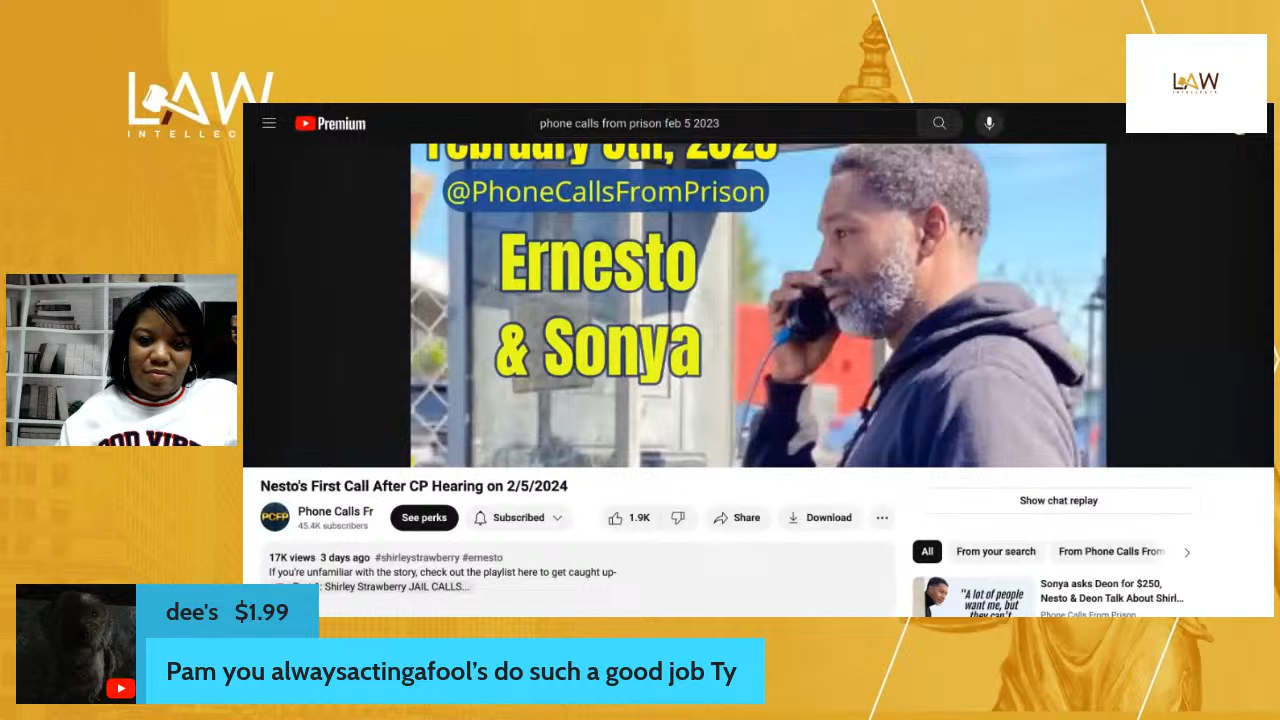 LAW
INTELLEC
LAW
INTELLECTS
Premium
phone calls from prison feb 5 2023
@PhoneCallsFromPrison
Ernesto
& Sonya
GOOD VIB
Nesto's First Call After CP Hearing on 2/5/2024
PCFP
Phone Calls Fr
45.4K subscribers
See perks
Subscribed
1.9K
Share
Download
Show chat replay
17K views 3 days ago #shirleystrawberry #ernesto
If you're unfamiliar with the story, check out the playlist here to get caught up-
: Shirley Strawberry JAIL CALLS...
All
From your search
From Phone Calls From
"A lot of people
want me, but
they can't
Sonya asks Deon for $250,
Nesto & Deon Talk About Shirl...
Phone Calls From Prison
dee's $1.99
Pam you alwaysactingafool's do such a good job Ty